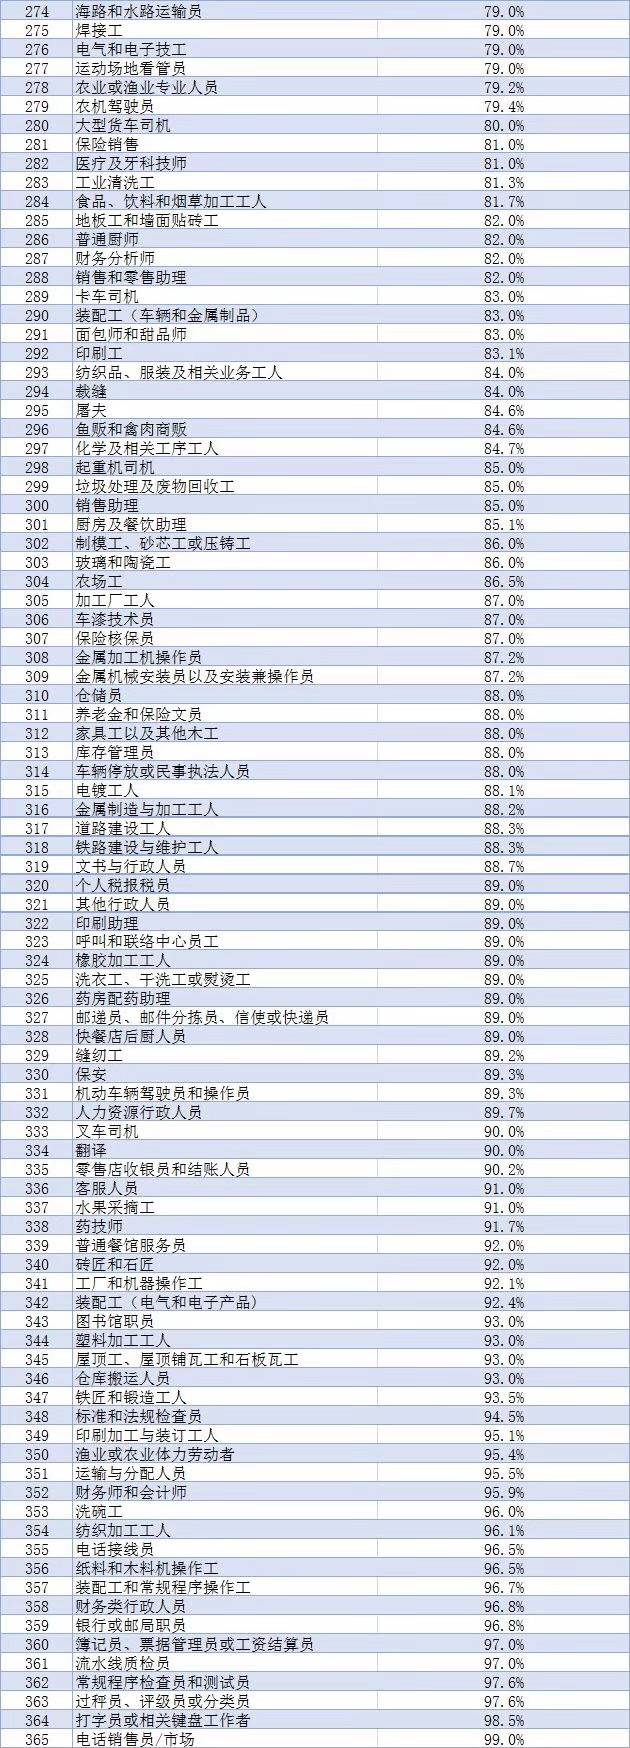 274 海路和水路运输员 79.0%
275 焊接工 79.0%
276 电气和电子技工 79.0%
277 运动场地看管员 79.0%
278 农业或渔业专业人员 79.2%
279 农机驾驶员 79.4%
280 大型货车司机 80.0%
281 保险销售 81.0%
282 医疗及牙科技师 81.0%
283 工业清洗工 81.3%
284 食品、饮料和烟草加工工人 81.7%
285 地板工和墙面贴砖工 82.0%
286 普通厨师 82.0%
287 财务分析师 82.0%
288 销售和零售助理 82.0%
289 卡车司机 83.0%
290 装配工（车辆和金属制品） 83.0%
291 面包师和甜品师 83.0%
292 印刷工 83.1%
293 纺织品、服装及相关业务工人 84.0%
294 裁缝 84.0%
295 屠夫 84.6%
296 鱼贩和禽肉商贩 84.6%
297 化学及相关工序工人 84.7%
298 起重机司机 85.0%
299 垃圾处理及废物回收工 85.0%
300 销售助理 85.0%
301 厨房及餐饮助理 85.1%
302 制模工、砂芯工或压铸工 86.0%
303 玻璃和陶瓷工 86.0%
304 农场工 86.5%
305 加工厂工人 87.0%
306 车漆技术员 87.0%
307 保险核保员 87.0%
308 金属加工机操作员 87.2%
309 金属机械安装员以及安装兼操作员 87.2%
310 仓储员 88.0%
311 养老金和保险文员 88.0%
312 家具工以及其他木工 88.0%
313 库存管理员 88.0%
314 车辆停放或民事执法人员 88.0%
315 电镀工人 88.1%
316 金属制造与加工工人 88.2%
317 道路建设工人 88.3%
318 铁路建设与维护工人 88.3%
319 文书与行政人员 88.7%
320 个人税报税员 89.0%
321 其他行政人员 89.0%
322 印刷助理 89.0%
323 呼叫和联络中心员工 89.0%
324 橡胶加工工人 89.0%
325 洗衣工、干洗工或熨烫工 89.0%
326 药房配药助理 89.0%
327 邮递员、邮件分拣员、信使或快递员 89.0%
328 快餐店后厨人员 89.0%
329 缝纫工 89.2%
330 保安 89.3%
331 机动车辆驾驶员和操作员 89.3%
332 人力资源行政人员 89.7%
333 叉车司机 90.0%
334 翻译 90.0%
335 零售店收银员和结账人员 90.2%
336 客服人员 91.0%
337 水果采摘工 91.0%
338 药技师 91.7%
339 普通餐馆服务员 92.0%
340 砖匠和石匠 92.0%
341 工厂和机器操作工 92.1%
342 装配工（电气和电子产品） 92.4%
343 图书馆职员 93.0%
344 塑料加工工人 93.0%
345 屋顶工、屋顶铺瓦工和石板瓦工 93.0%
346 仓库搬运人员 93.0%
347 铁匠和锻造工人 93.5%
348 标准和法规检查员 94.5%
349 印刷加工与装订工人 95.1%
350 渔业或农业体力劳动者 95.4%
351 运输与分配人员 95.5%
352 财务师和会计师 95.9%
353 洗碗工 96.0%
354 纺织加工工人 96.1%
355 电话接线员 96.5%
356 纸料和木料机操作工 96.5%
357 装配工和常规程序操作工 96.7%
358 财务类行政人员 96.8%
359 银行或邮局职员 96.8%
360 簿记员、票据管理员或工资结算员 97.0%
361 流水线质检员 97.0%
362 常规程序检查员和测试员 97.6%
363 过秤员、评级员或分类员 97.6%
364 打字员或相关键盘工作者 98.5%
365 电话销售员/市场 99.0%